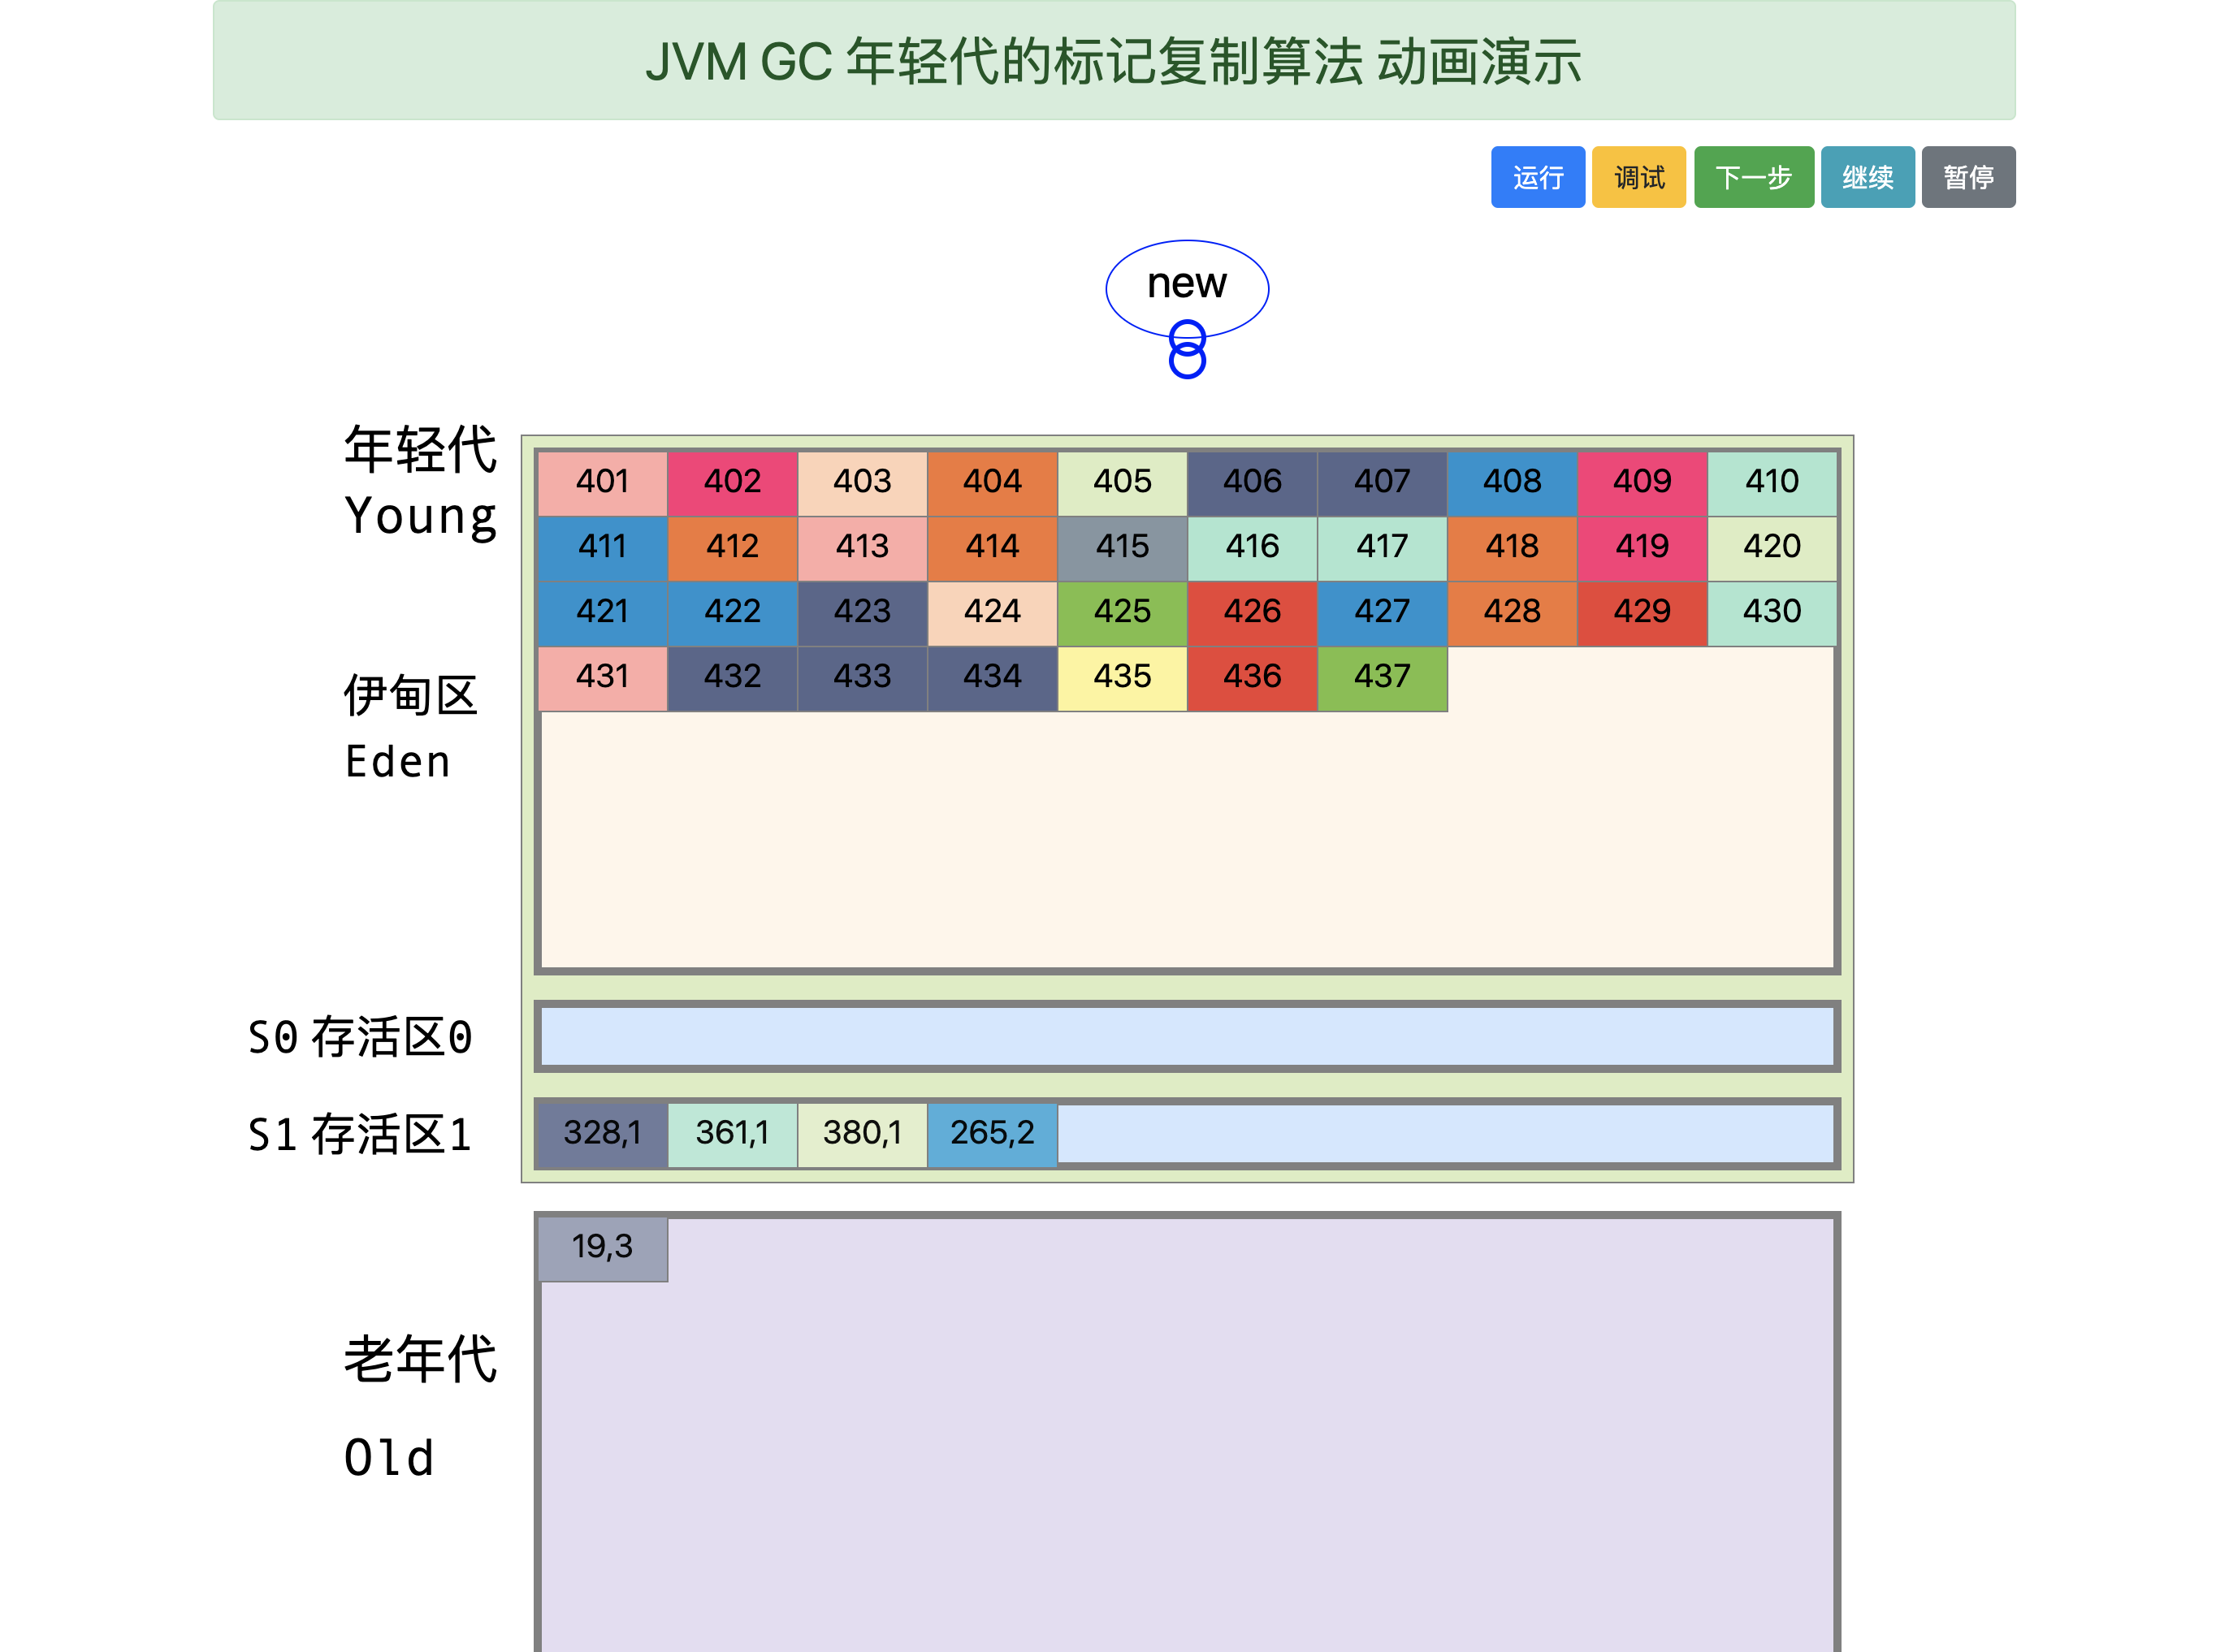 JVM GC 年轻代的标记复制算法 动画演示
运行 调试 下一步 继续 暂停
new
年轻代
Young
401 402 403 404 405 406 407 408 409 410
411 412 413 414 415 416 417 418 419 420
421 422 423 424 425 426 427 428 429 430
伊甸区
431 432 433 434 435 436 437
Eden
S0 存活区0
S1 存活区1
328,1 361,1 380,1 265,2
19,3
老年代
Old